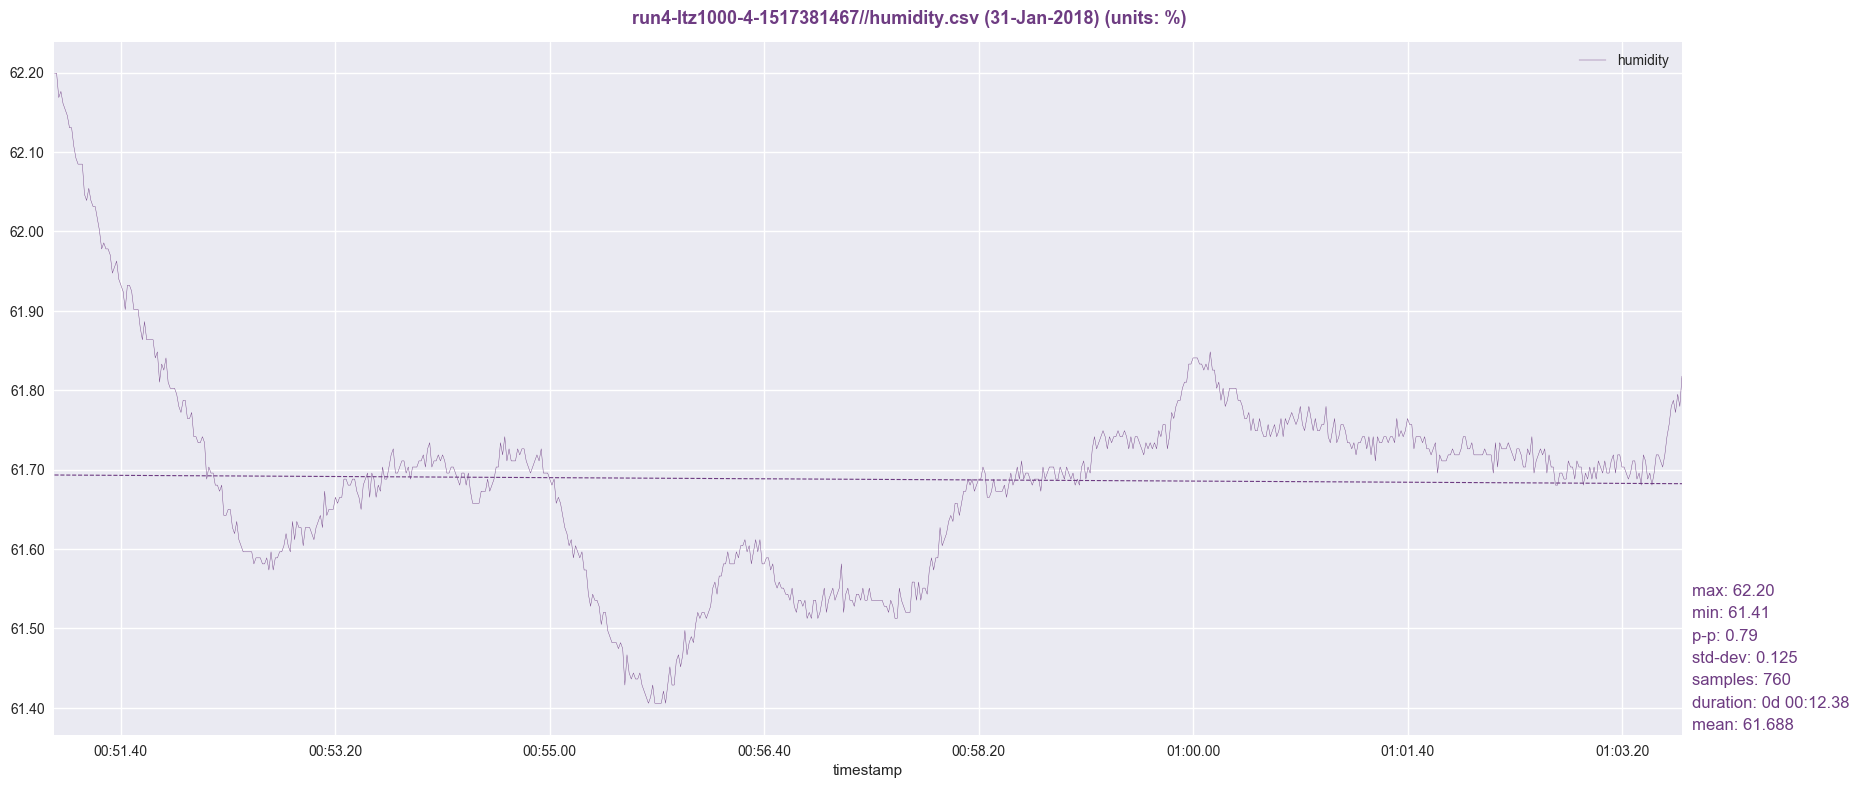 run4-ltz1000-4-1517381467//humidity.csv (31-Jan-2018) (units: %)
humidity
62.20
62.10
62.00
61.90
61.80
61.70
61.60
61.50
61.40
max: 62.20
min: 61.41
p-p: 0.79
std-dev: 0.125
samples: 760
duration: 0d 00:12.38
mean: 61.688
00:51.40 00:53.20 00:55.00 00:56.40 00:58.20 01:00.00 01:01.40 01:03.20
timestamp